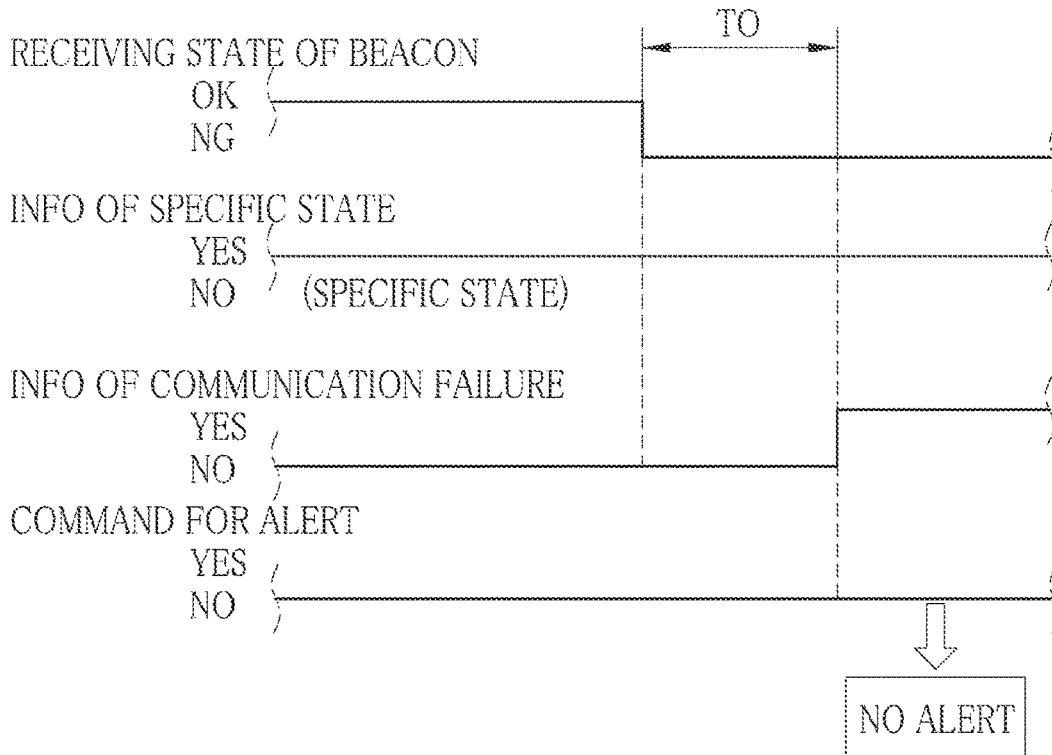 TO
RECEIVING STATE OF BEACON
OK
NG
INFO OF SPECIFIC STATE
YES
NO (SPECIFIC STATE)
INFO OF COMMUNICATION FAILURE
YES
NO
COMMAND FOR ALERT
YES
NO
NO ALERT